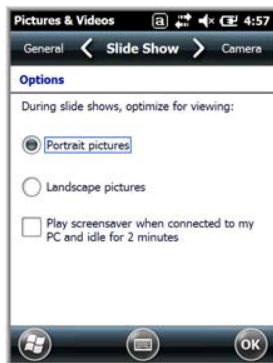 Pictures & Videos a 4:57
General Slide Show Camera
Options
During slide shows, optimize for viewing:
Portrait pictures
Landscape pictures
Play screensaver when connected to my
PC and idle for 2 minutes
OK